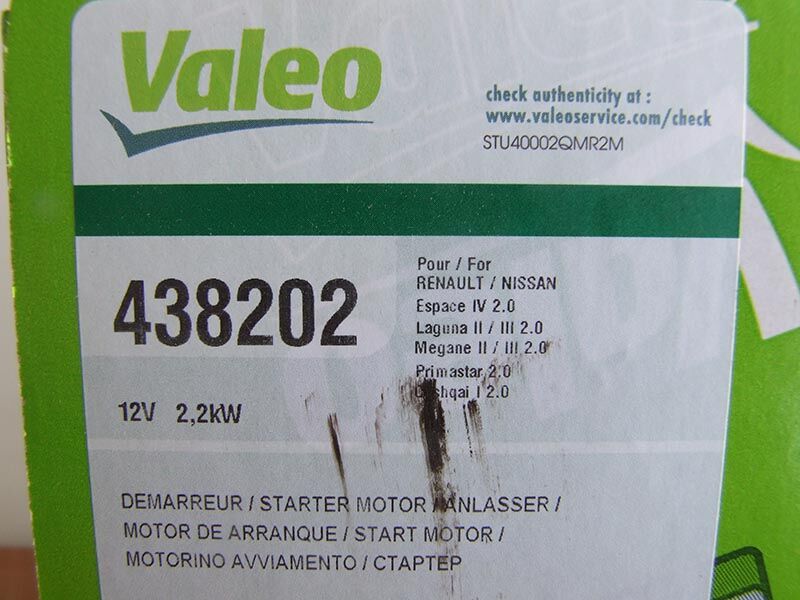 Valeo
check authenticity at :
www.valeoservice.com/check
STU40002QMR2M
438202
Pour / For
RENAULT / NISSAN
Espace IV 2.0
Laguna II / III 2.0
Megane II / III 2.0
Primastar 2.0
I 2.0
12V 2,2kW
DEMARREUR / STARTER MOTOR / ANLASSER /
MOTOR DE ARRANQUE / START MOTOR /
MOTORINO AVVIAMENTO / СТАРТЕР